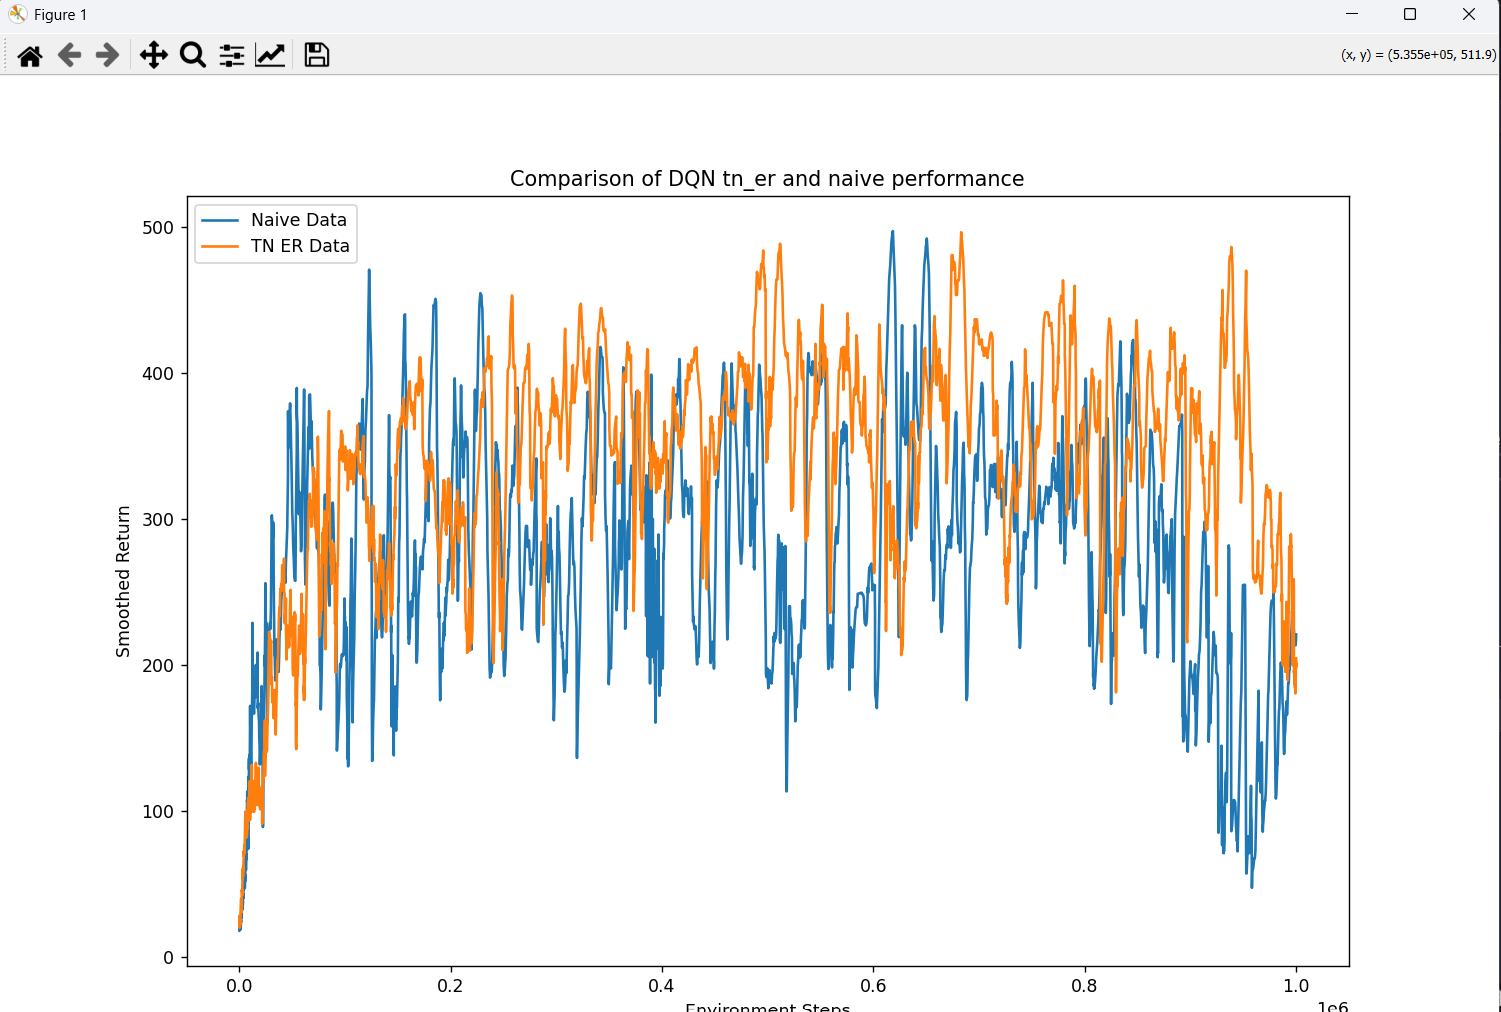 Figure 1
(x, y) = (5.355e+05, 511.9)
Comparison of DQN tn_er and naive performance
Naive Data
TN ER Data
500
400
300
200
100
0
Smoothed Return
0.0
0.2
0.4
0.6
0.8
1.0
Environment Steps
1e6